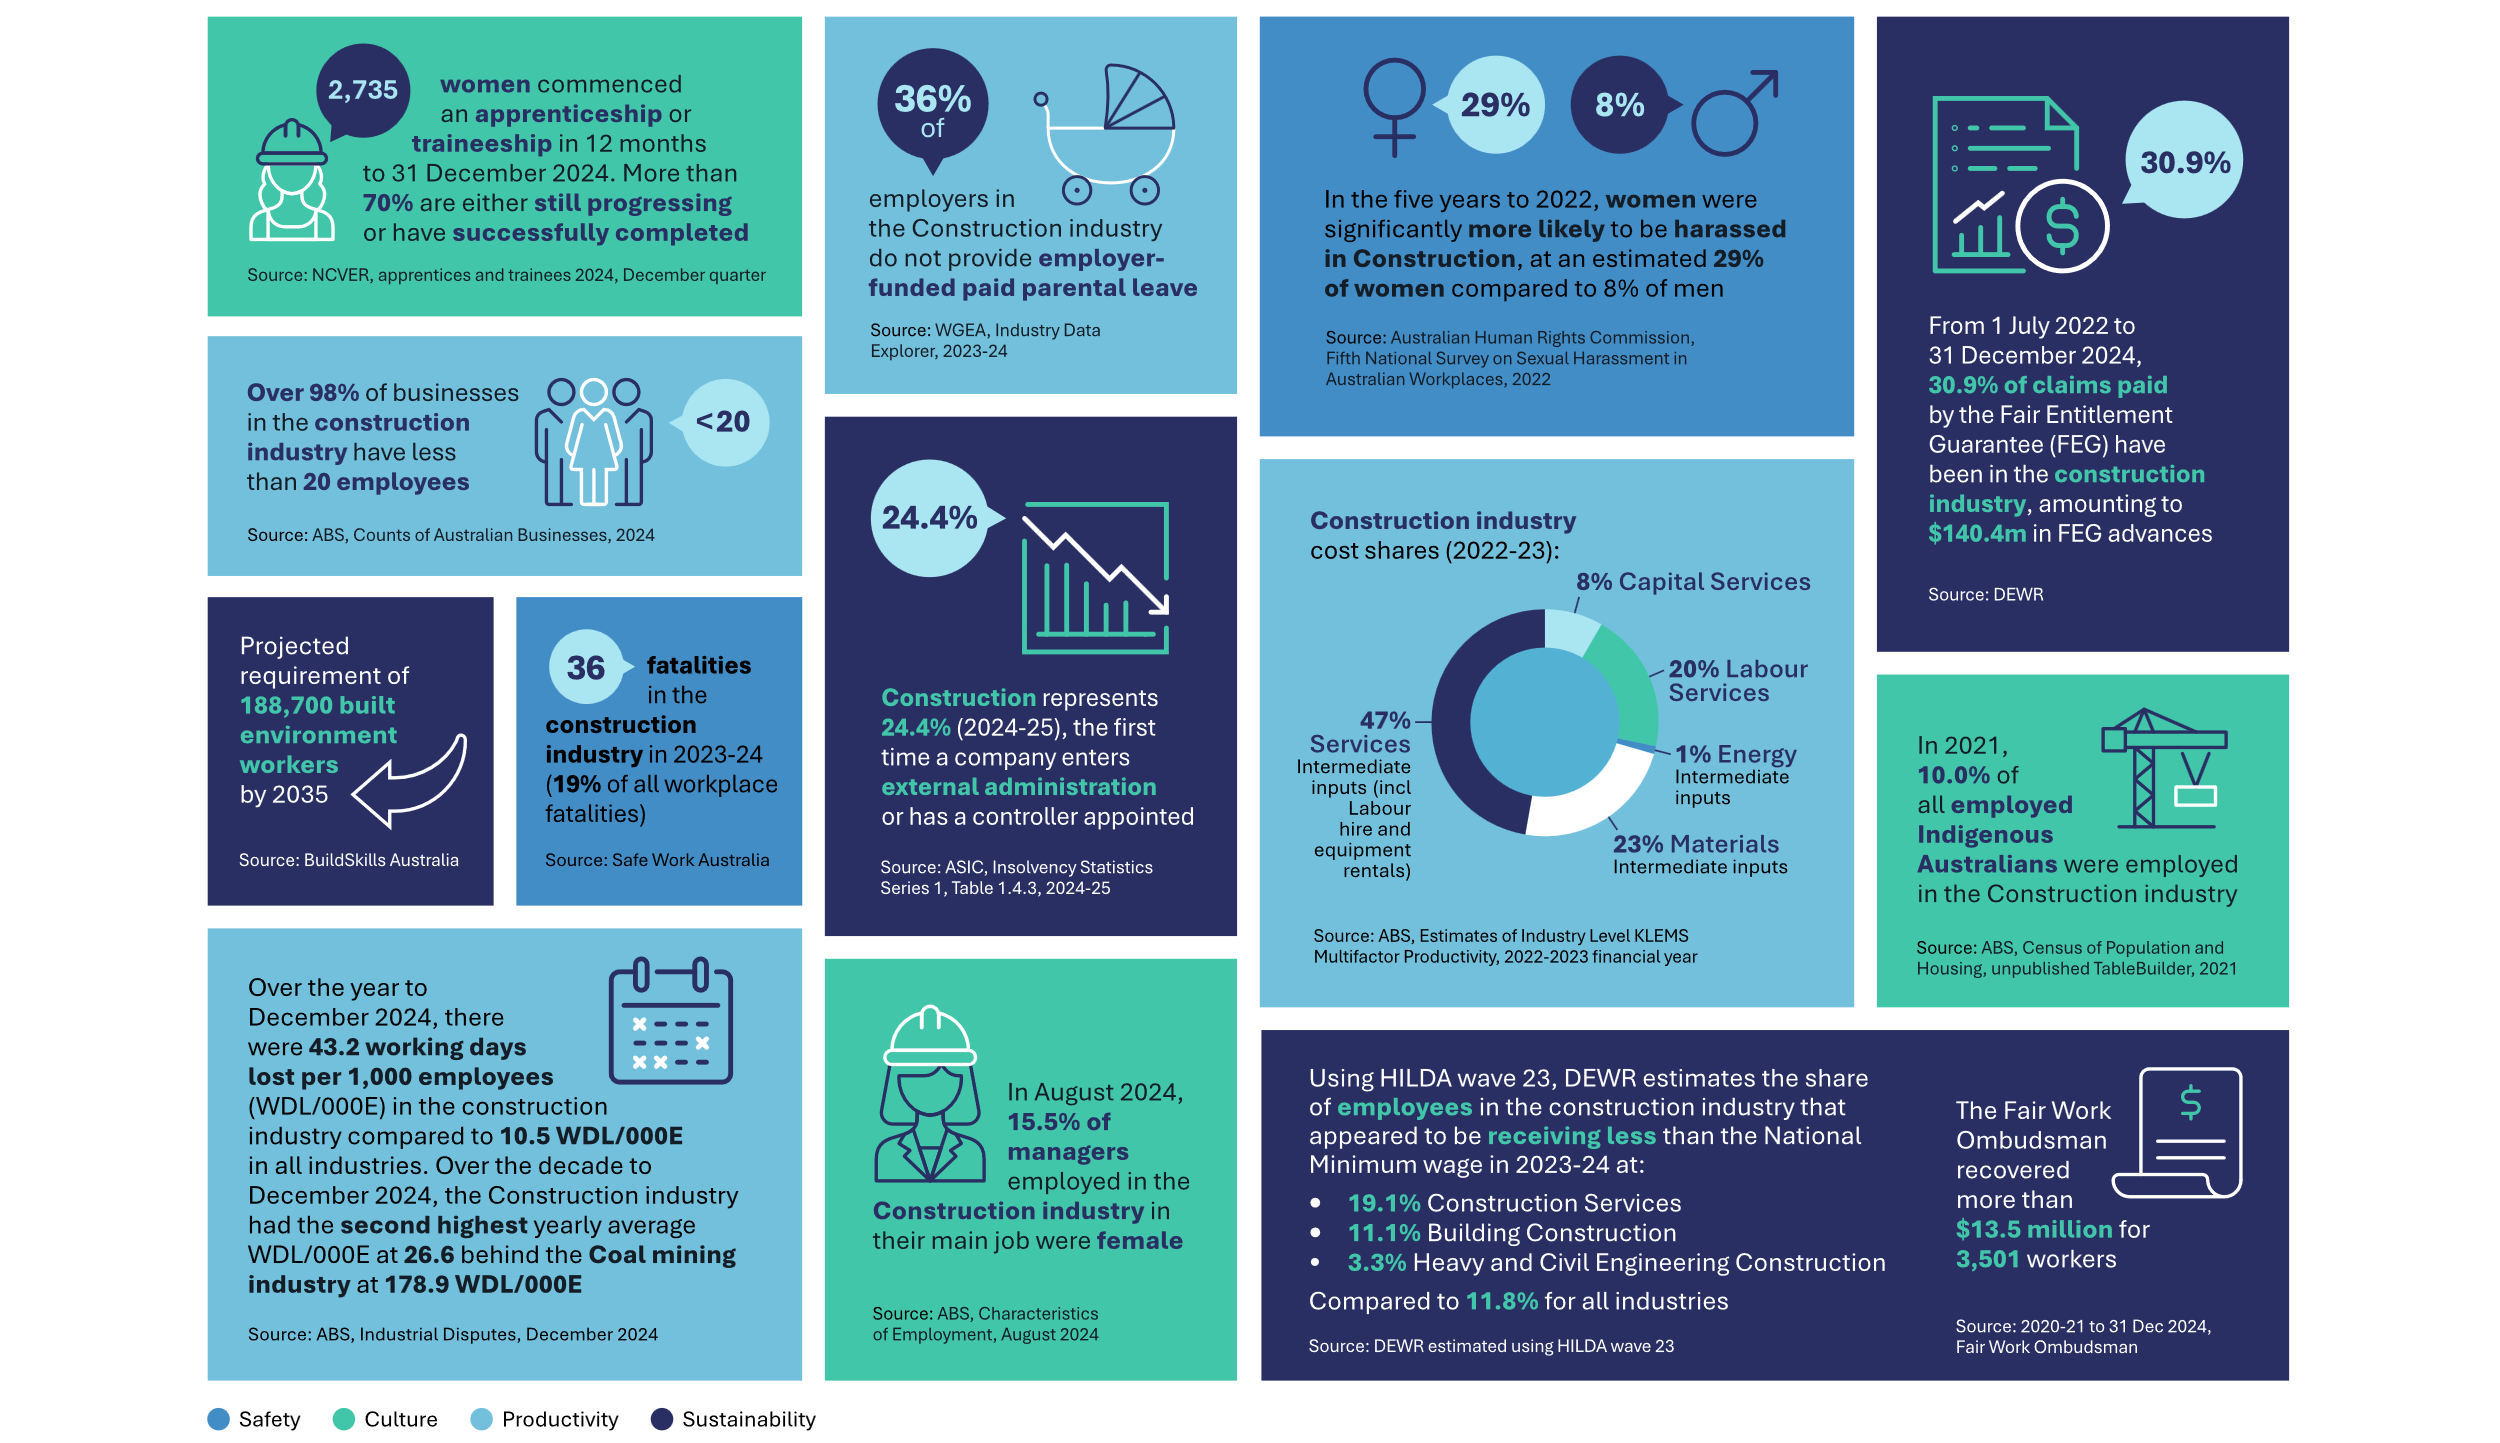 2,735
women commenced
an apprenticeship or
traineeship in 12 months
to 31 December 2024. More than
70% are either still progressing
or have successfully completed
Source: NCVER, apprentices and trainees 2024, December quarter
Over 98% of businesses
in the construction
industry have less
than 20 employees
<20
Source: ABS, Counts of Australian Businesses, 2024
Projected
requirement of
188,700 built
environment
workers
by 2035
Source: BuildSkills Australia
36
fatalities
in the
construction
industry in 2023-24
(19% of all workplace
fatalities)
Source: Safe Work Australia
Over the year to
December 2024, there
were 43.2 working days
lost per 1,000 employees
(WDL/000E) in the construction
industry compared to 10.5 WDL/000E
in all industries. Over the decade to
December 2024, the Construction industry
had the second highest yearly average
WDL/000E at 26.6 behind the Coal mining
industry at 178.9 WDL/000E
Source: ABS, Industrial Disputes, December 2024
36%
of
employers in
the Construction industry
do not provide employer-
funded paid parental leave
Source: WGEA, Industry Data
Explorer, 2023-24
24.4%
Construction represents
24.4% (2024-25), the first
time a company enters
external administration
or has a controller appointed
Source: ASIC, Insolvency Statistics
Series 1, Table 1.4.3, 2024-25
In August 2024,
15.5% of
managers
employed in the
Construction industry in
their main job were female
Source: ABS, Characteristics
of Employment, August 2024
29%
8%
In the five years to 2022, women were
significantly more likely to be harassed
in Construction, at an estimated 29%
of women compared to 8% of men
Source: Australian Human Rights Commission,
Fifth National Survey on Sexual Harassment in
Australian Workplaces, 2022
Construction industry
cost shares (2022-23):
8% Capital Services
20% Labour
Services
1% Energy
Intermediate
inputs
23% Materials
Intermediate inputs
47%
Services
Intermediate
inputs (incl
Labour
hire and
equipment
rentals)
Source: ABS, Estimates of Industry Level KLEMS
Multifactor Productivity, 2022-2023 financial year
$
30.9%
From 1 July 2022 to
31 December 2024,
30.9% of claims paid
by the Fair Entitlement
Guarantee (FEG) have
been in the construction
industry, amounting to
$140.4m in FEG advances
Source: DEWR
In 2021,
10.0% of
all employed
Indigenous
Australians were employed
in the Construction industry
Source: ABS, Census of Population and
Housing, unpublished TableBuilder, 2021
Using HILDA wave 23, DEWR estimates the share
of employees in the construction industry that
appeared to be receiving less than the National
Minimum wage in 2023-24 at:
• 19.1% Construction Services
• 11.1% Building Construction
• 3.3% Heavy and Civil Engineering Construction
Compared to 11.8% for all industries
Source: DEWR estimated using HILDA wave 23
$
The Fair Work
Ombudsman
recovered
more than
$13.5 million for
3,501 workers
Source: 2020-21 to 31 Dec 2024,
Fair Work Ombudsman
Safety
Culture
Productivity
Sustainability